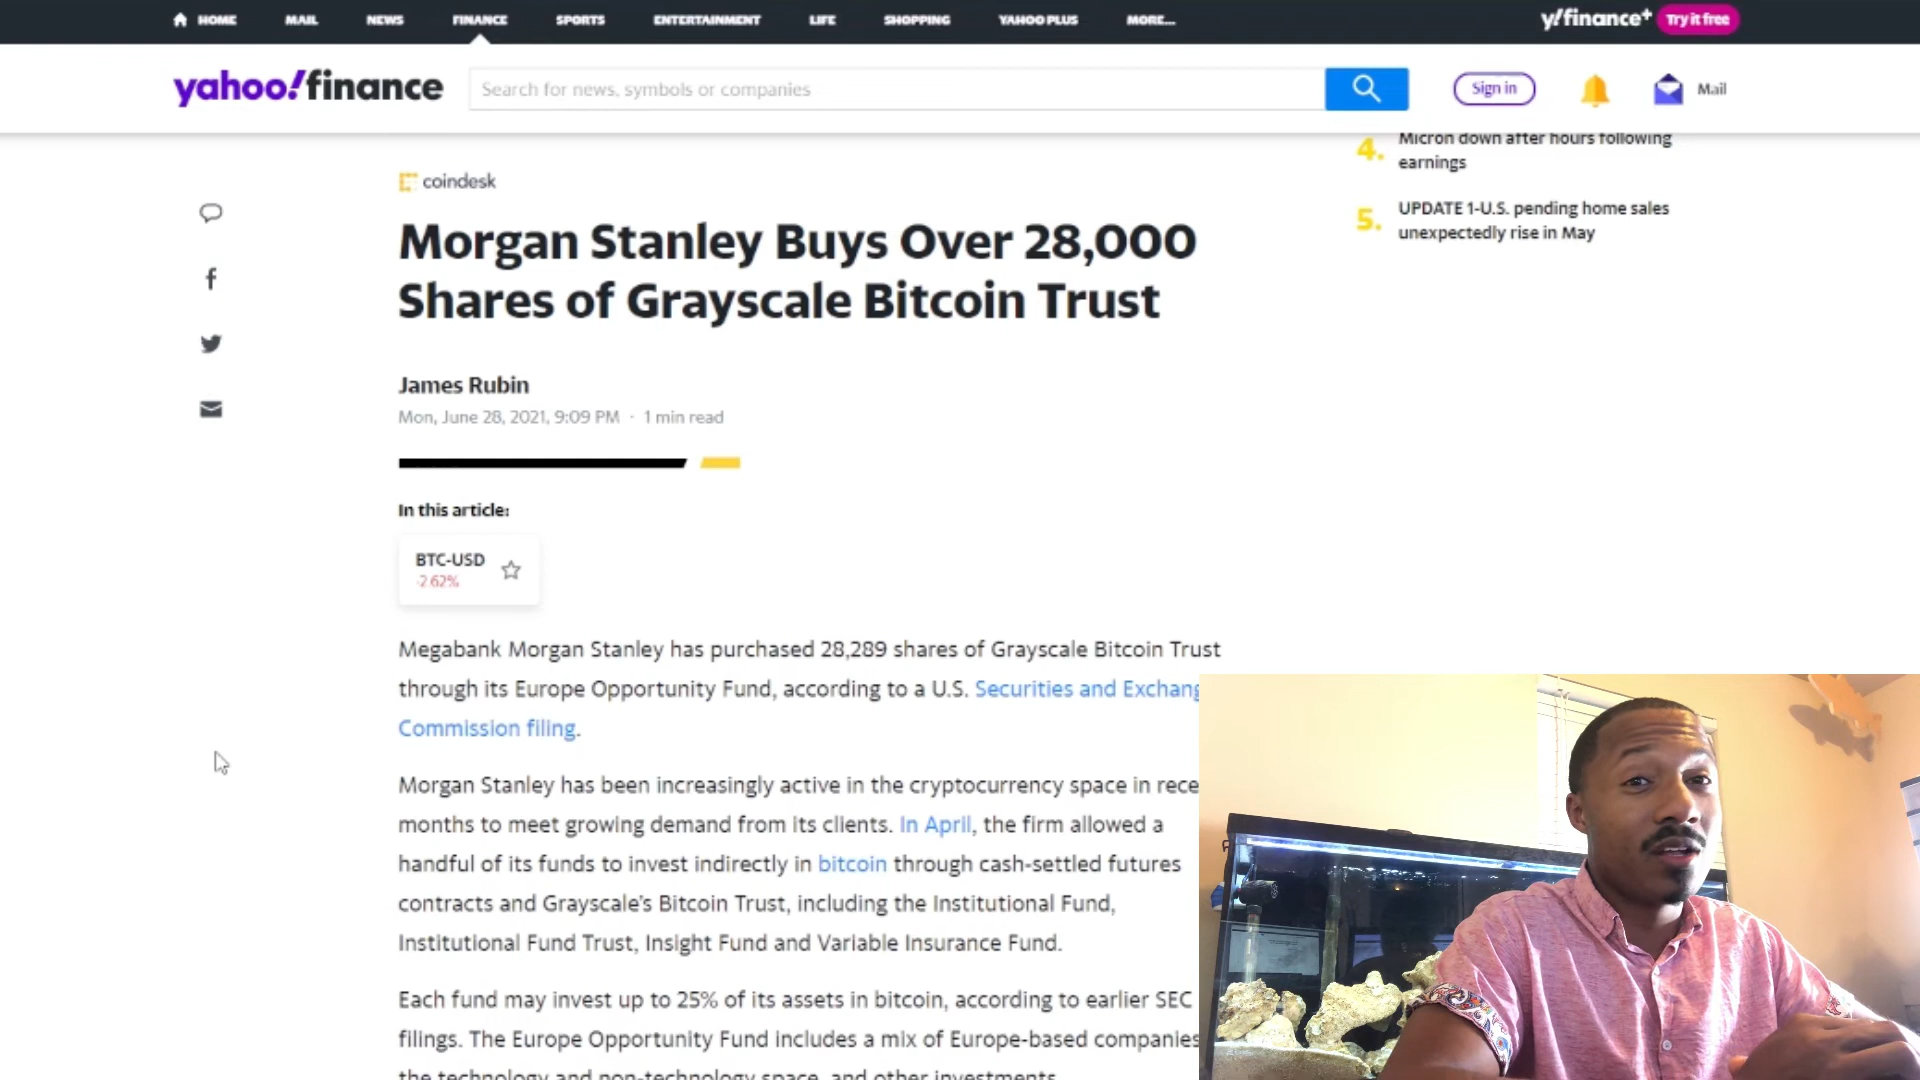 HOME MAIL NEWS FINANCE SPORTS ENTERTAINMENT LIFE SHOPPING YAHOO PLUS MORE... y!finance+ Try it free
yahoo!finance Search for news, symbols or companies Sign in Mail
4. Micron down after hours following
earnings
5. UPDATE 1-U.S. pending home sales
unexpectedly rise in May
coindesk
Morgan Stanley Buys Over 28,000
Shares of Grayscale Bitcoin Trust
James Rubin
Mon, June 28, 2021, 9:09 PM · 1 min read
In this article:
BTC-USD
-2.62%
Megabank Morgan Stanley has purchased 28,289 shares of Grayscale Bitcoin Trust
through its Europe Opportunity Fund, according to a U.S. Securities and Exchang
Commission filing.
Morgan Stanley has been increasingly active in the cryptocurrency space in rece
months to meet growing demand from its clients. In April, the firm allowed a
handful of its funds to invest indirectly in bitcoin through cash-settled futures
contracts and Grayscale's Bitcoin Trust, including the Institutional Fund,
Institutional Fund Trust, Insight Fund and Variable Insurance Fund.
Each fund may invest up to 25% of its assets in bitcoin, according to earlier SEC
filings. The Europe Opportunity Fund includes a mix of Europe-based companies
the technology and non-technology space, and other investments.